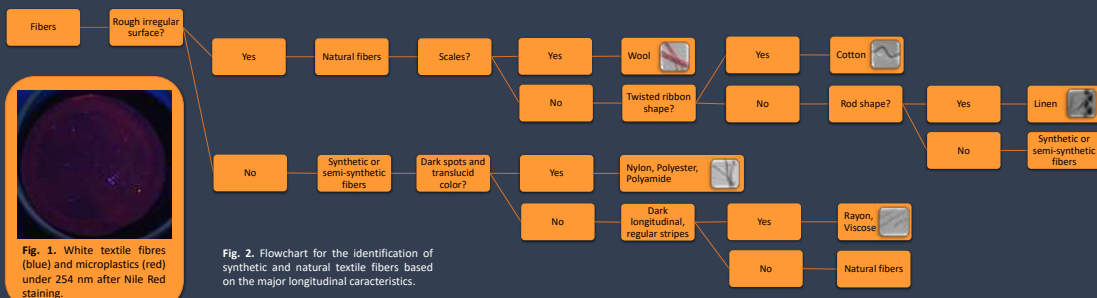 Fibers
Rough irregular
surface?
Yes
Natural fibers
Scales?
Yes
Wool
Yes
Cotton
No
Twisted ribbon
shape?
No
Rod shape?
Yes
Linen
No
Synthetic or
semi-synthetic
fibers
No
Synthetic or
semi-synthetic
fibers
Dark spots and
translucid
color?
Yes
Nylon, Polyester,
Polyamide
No
Dark
longitudinal,
regular stripes
Yes
Rayon,
Viscose
No
Natural fibers
Fig. 1. White textile fibres
(blue) and microplastics (red)
under 254 nm after Nile Red
staining.
Fig. 2. Flowchart for the identification of
synthetic and natural textile fibers based
on the major longitudinal caracteristics.